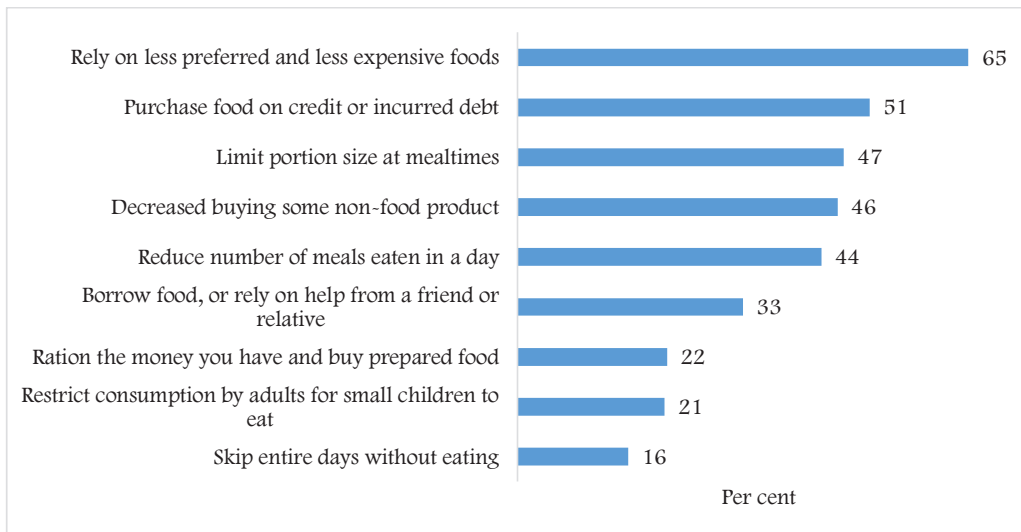 Rely on less preferred and less expensive foods 65
Purchase food on credit or incurred debt 51
Limit portion size at mealtimes 47
Decreased buying some non-food product 46
Reduce number of meals eaten in a day 44
Borrow food, or rely on help from a friend or
relative 33
Ration the money you have and buy prepared food 22
Restrict consumption by adults for small children to
eat 21
Skip entire days without eating 16
Per cent